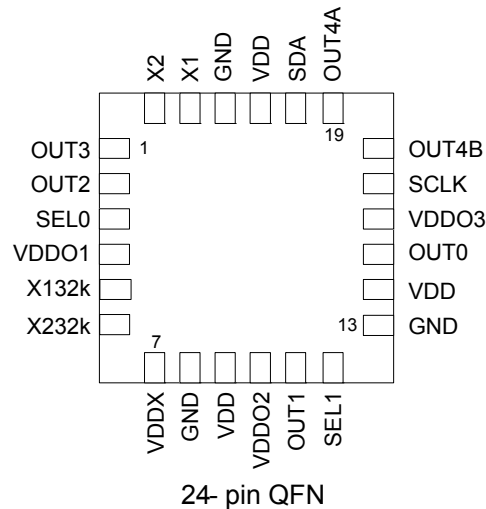 X2
X1
GND
VDD
SDA
OUT4A
19
OUT3
1
OUT4B
OUT2
SCLK
SEL0
VDDO3
VDDO1
OUT0
X132k
VDD
X232k
13
GND
7
VDDX
GND
VDD
VDDO2
OUT1
SEL1
24- pin QFN